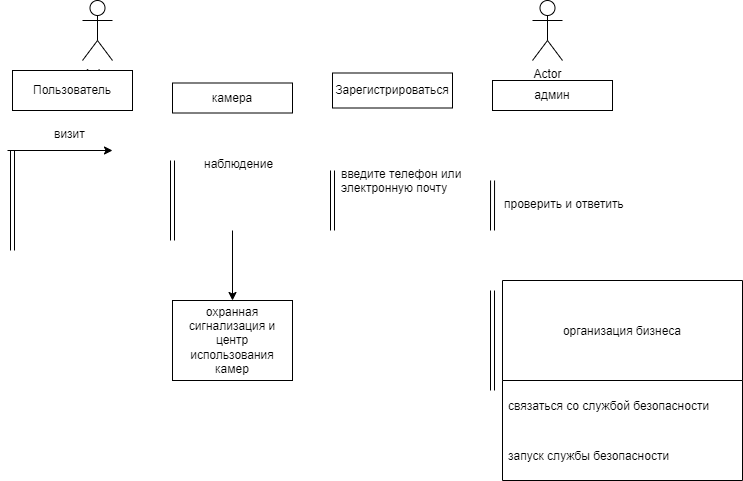 Actor
Пользователь
камера
Зарегистрироваться
админ
визит
наблюдение
введите телефон или
электронную почту
проверить и ответить
охранная
сигнализация и
центр
использования
камер
организация бизнеса
связаться со службой безопасности
запуск службы безопасности